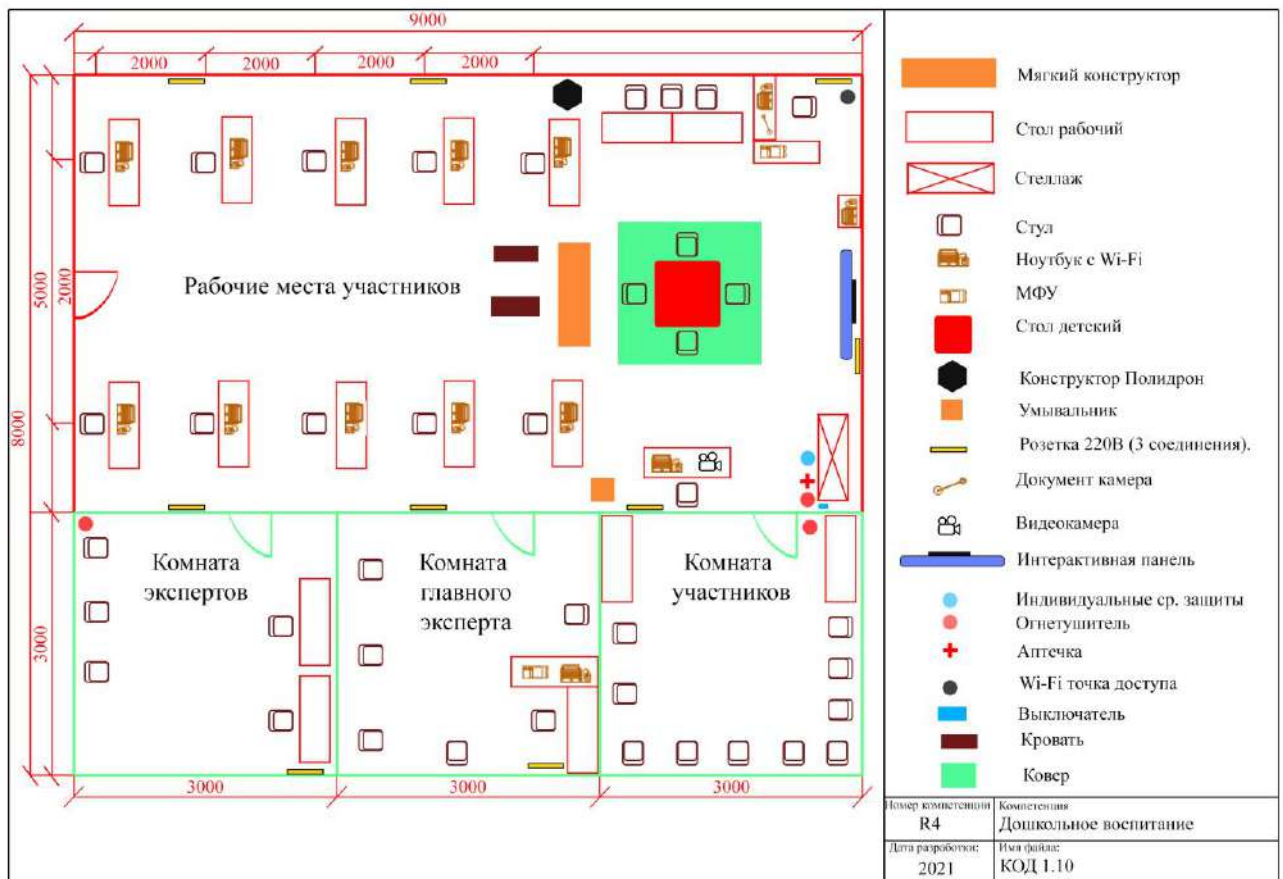 9000
2000
2000
2000
2000
5000
2000
8000
3000
Рабочие места участников
Комната
экспертов
Комната
главного
эксперта
Комната
участников
3000
3000
3000
Мягкий конструктор
Стол рабочий
Стеллаж
Стул
Ноутбук с Wi-Fi
МФУ
Стол детский
Конструктор Полидрон
Умывальник
Розетка 220В (3 соединения).
Документ камера
Видеокамера
Интерактивная панель
Индивидуальные ср. защиты
Огнетушитель
Аптечка
Wi-Fi точка доступа
Выключатель
Кровать
Ковер
Номер компетенции
R4
Компетенция
Дошкольное воспитание
Дата разработки:
2021
Имя файла:
КОД 1.10